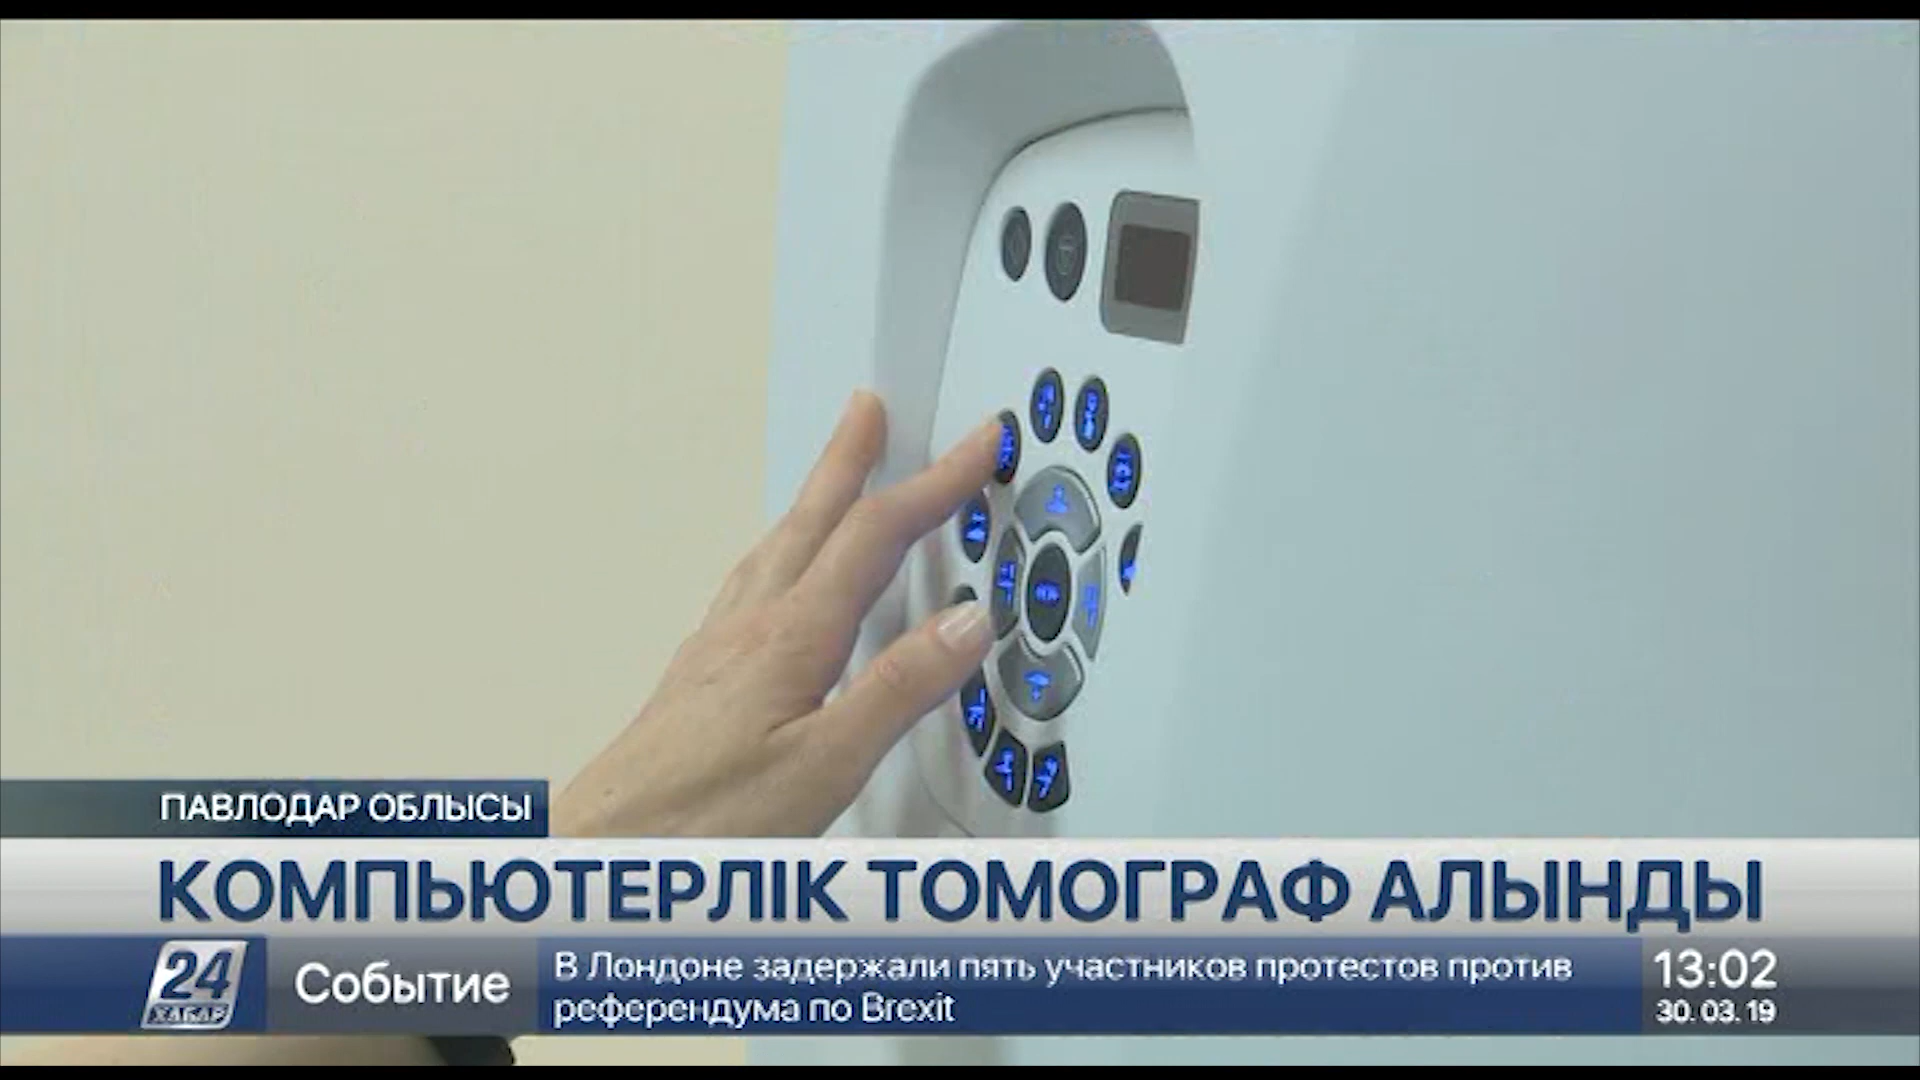 ПАВЛОДАР ОБЛЫСЫ
КОМПЬЮТЕРЛІК ТОМОГРАФ АЛЫНДЫ
24
ХАБАР
Событие
В Лондоне задержали пять участников протестов против
референдума по Brexit
13:02
30. 03. 19